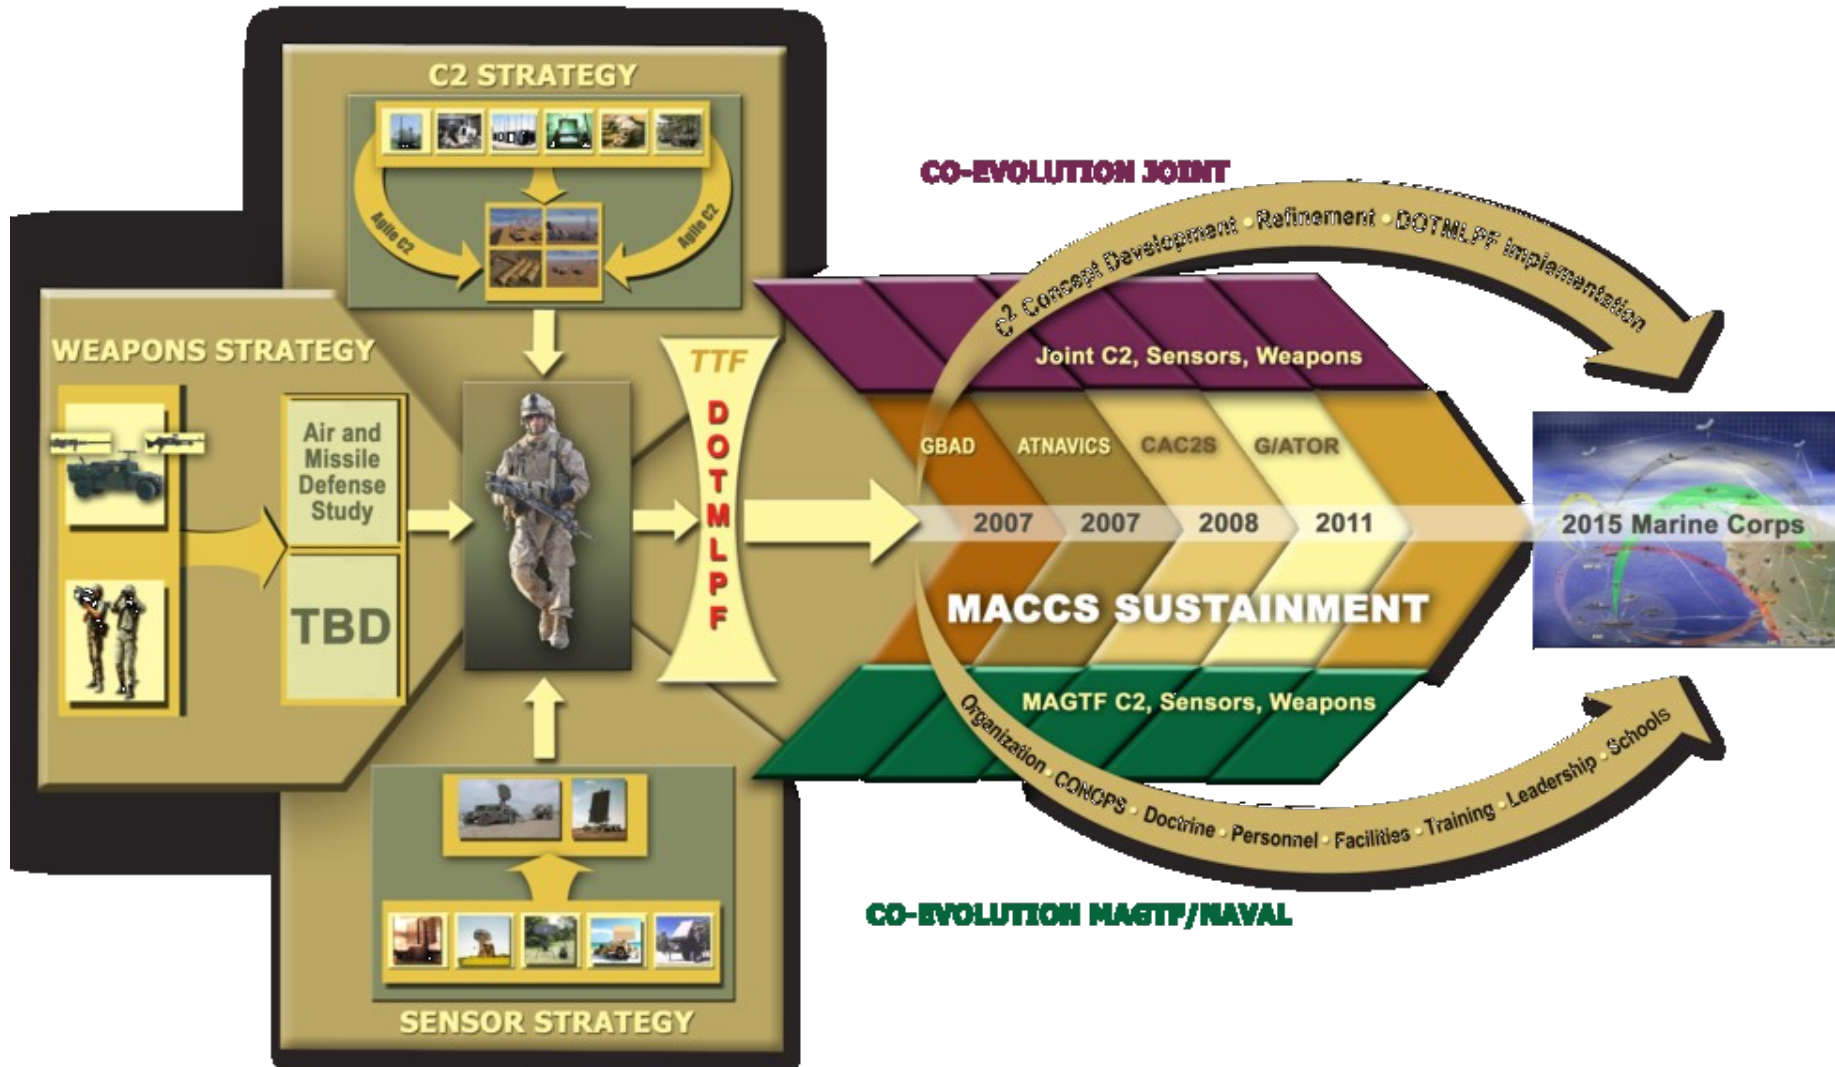 C2 STRATEGY
Agile C2
Agile C2
WEAPONS STRATEGY
Air and
Missile
Defense
Study
TBD
SENSOR STRATEGY
TTF
D
O
T
M
L
P
F
CO-EVOLUTION JOINT
C2 Concept Development • Refinement • DOTMLPF Implementation
Joint C2, Sensors, Weapons
GBAD
ATNAVICS
CAC2S
G/ATOR
2007
2007
2008
2011
2015 Marine Corps
MACCS SUSTAINMENT
MAGTF C2, Sensors, Weapons
Organization • CONOPS • Doctrine • Personnel • Facilities • Training • Leadership • Schools
CO-EVOLUTION MAGTF/NAVAL